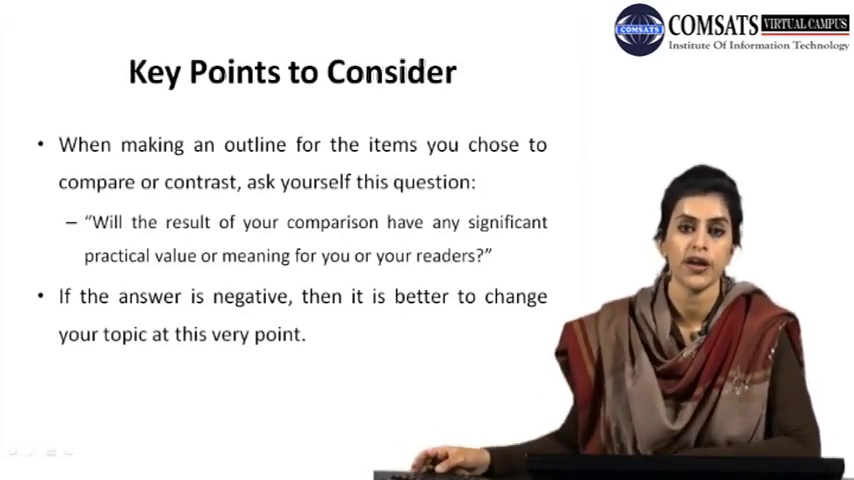 COMSATS VIRTUAL CAMPUS
COMSATS Institute Of Information Technology
Key Points to Consider
• When making an outline for the items you chose to
compare or contrast, ask yourself this question:
– “Will the result of your comparison have any significant
practical value or meaning for you or your readers?”
• If the answer is negative, then it is better to change
your topic at this very point.